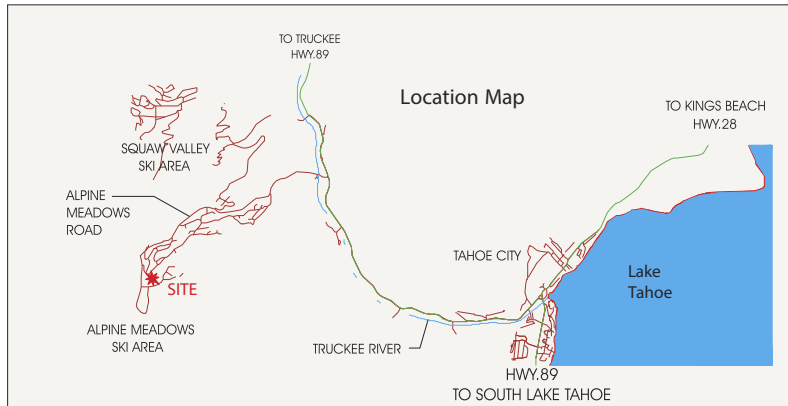 TO TRUCKEE
HWY.89
Location Map
TO KINGS BEACH
HWY.28
SQUAW VALLEY
SKI AREA
ALPINE
MEADOWS
ROAD
TAHOE CITY
Lake
Tahoe
SITE
ALPINE MEADOWS
SKI AREA
TRUCKEE RIVER
HWY.89
TO SOUTH LAKE TAHOE